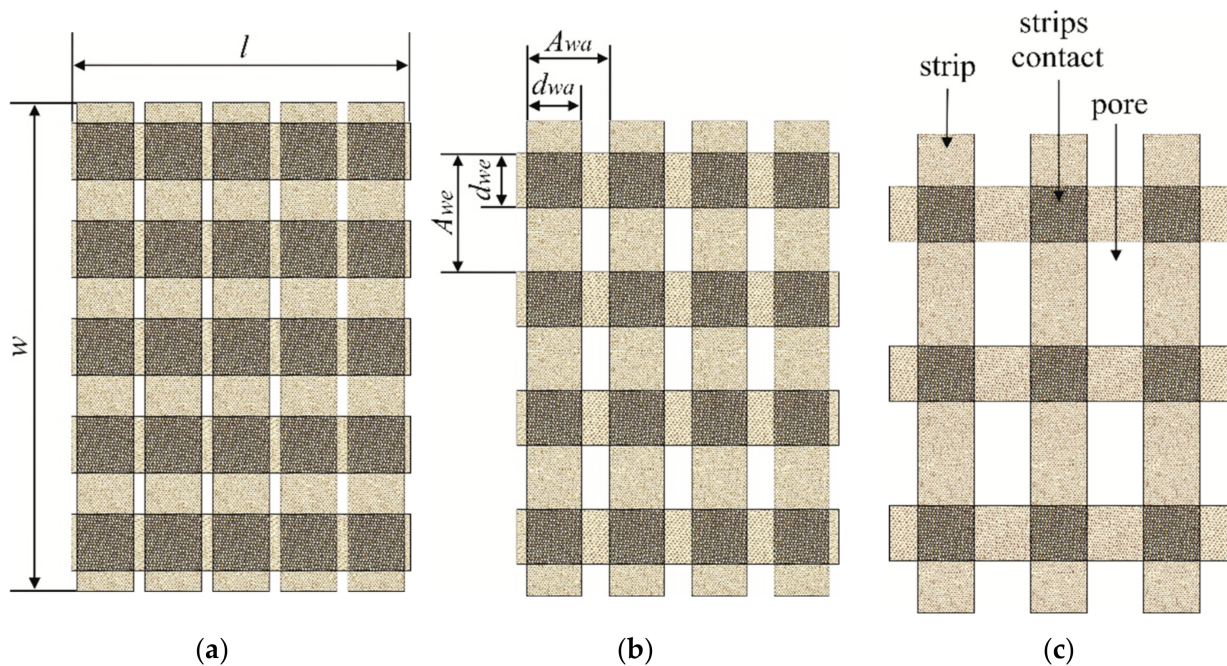 l
w
(a)
Awa
dwa
Awe
dwe
(b)
strip
strips
contact
pore
(c)